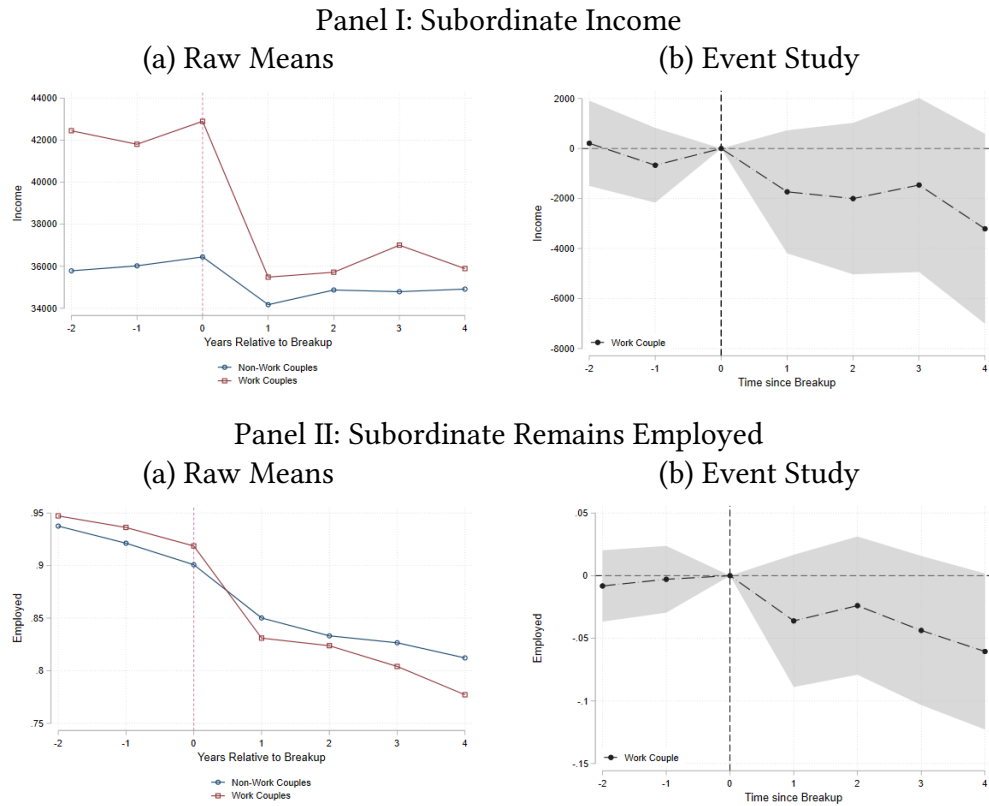 Panel I: Subordinate Income
(a) Raw Means
(b) Event Study
44000
42000
40000
38000
36000
34000
Income
-2 -1 0 1 2 3 4
Years Relative to Breakup
Non-Work Couples
Work Couples
2000
0
-2000
-4000
-6000
-8000
Income
Work Couple
-2 -1 0 1 2 3 4
Time since Breakup
Panel II: Subordinate Remains Employed
(a) Raw Means
(b) Event Study
.95
.9
.85
.8
.75
Employed
-2 -1 0 1 2 3 4
Years Relative to Breakup
Non-Work Couples
Work Couples
.05
0
-.05
-.1
-.15
Employed
Work Couple
-2 -1 0 1 2 3 4
Time since Breakup